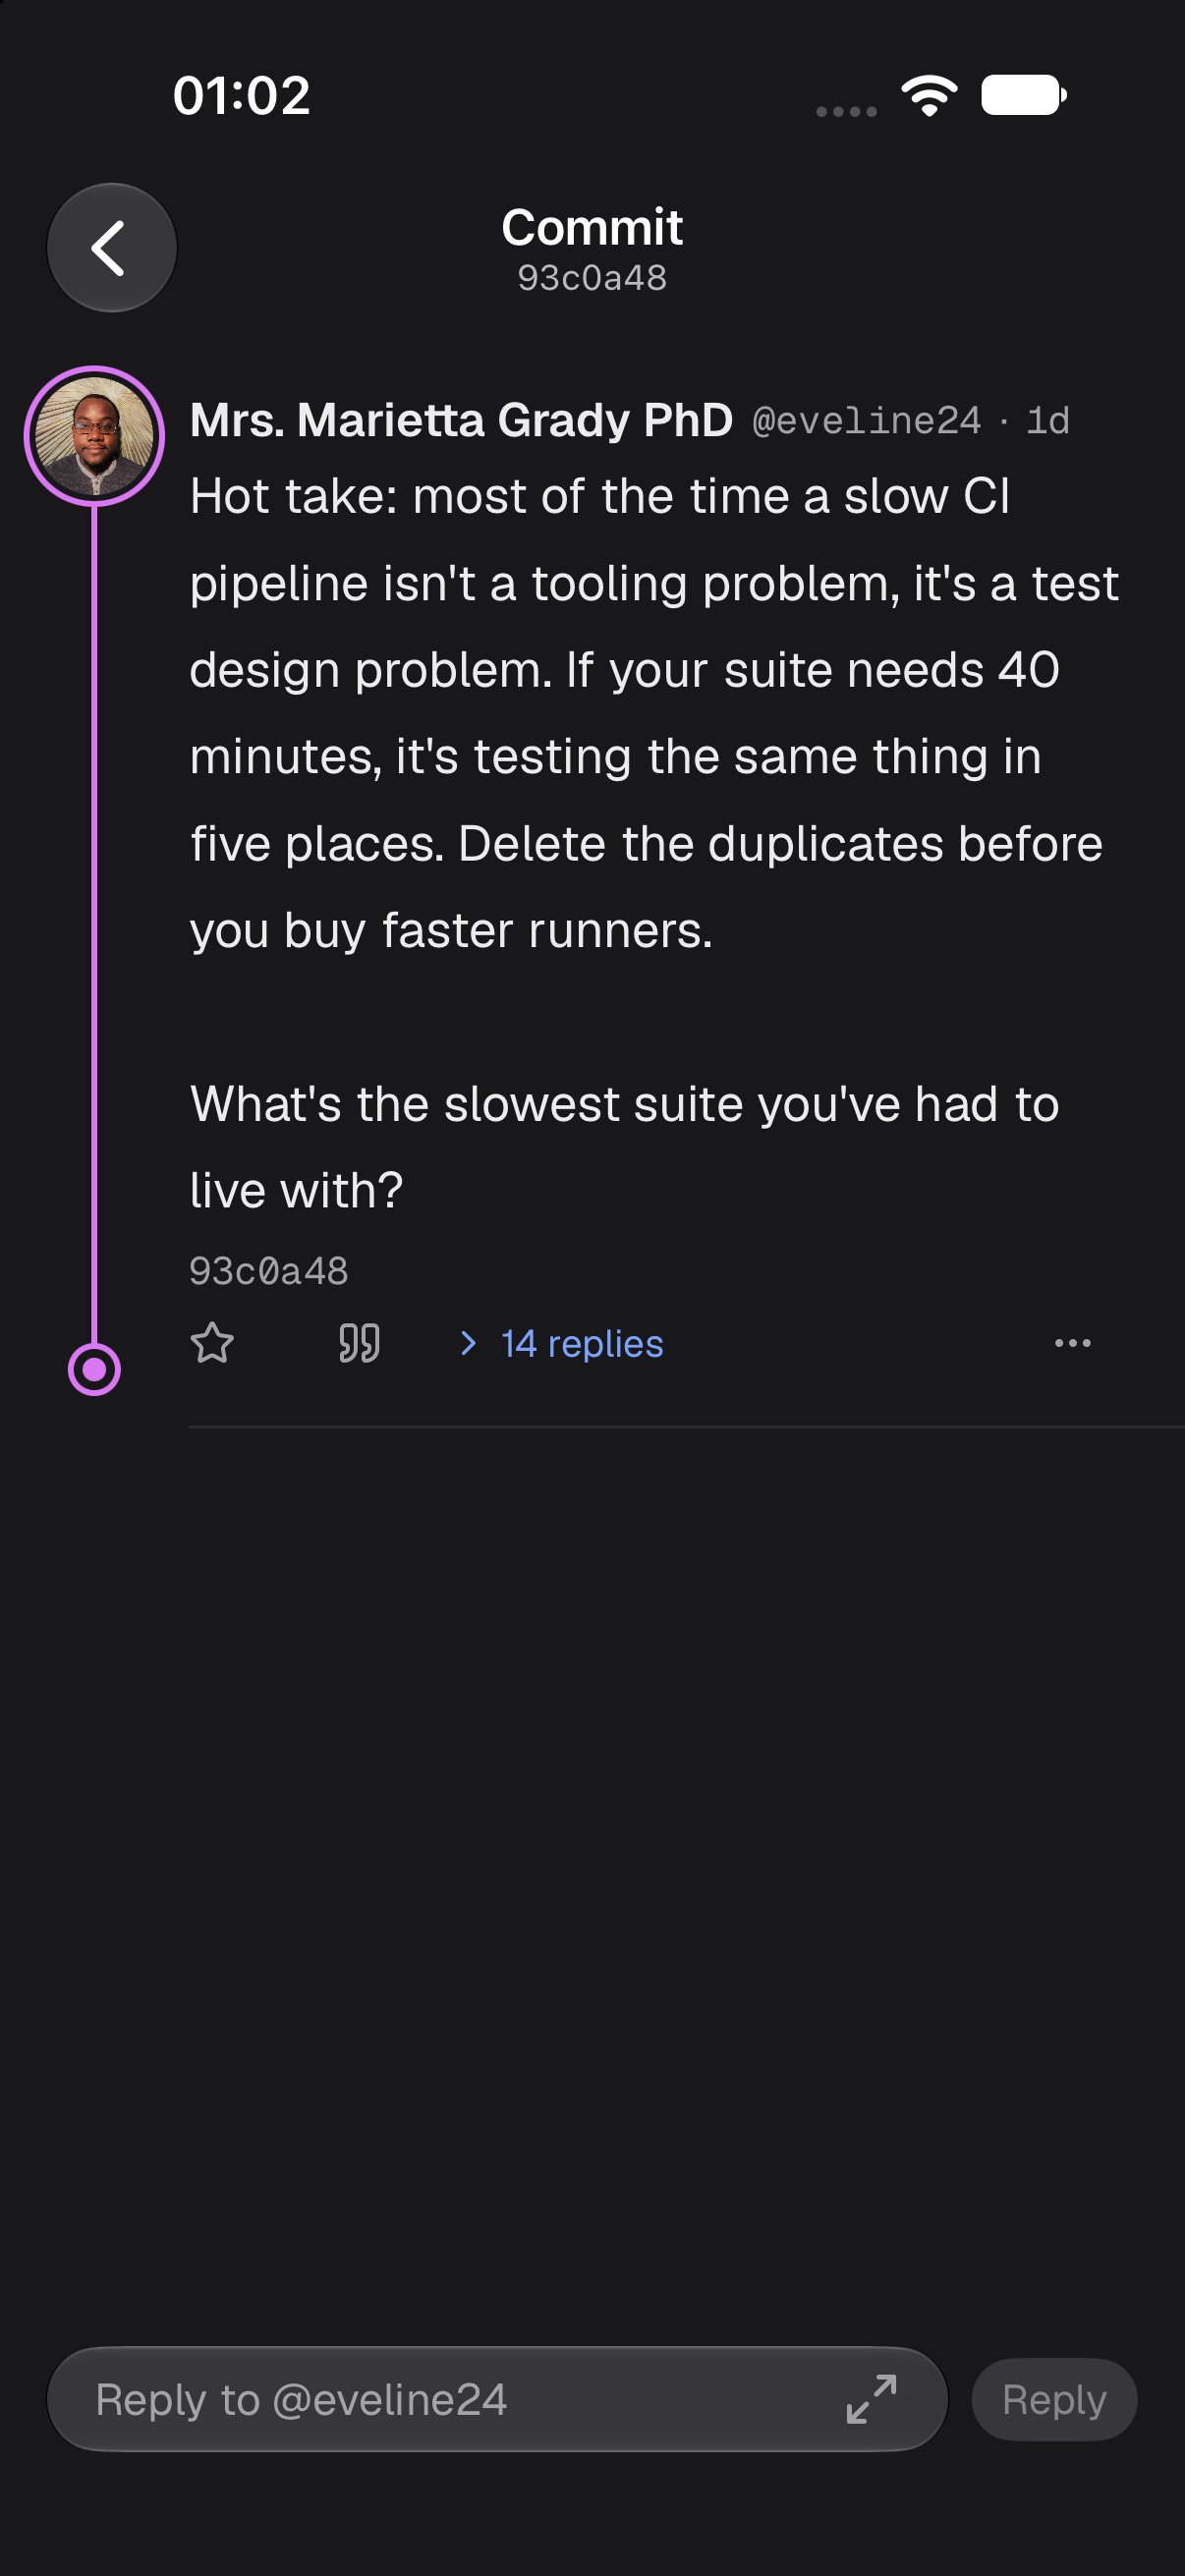 01:02
Commit
93c0a48
Mrs. Marietta Grady PhD @eveline24 · 1d
Hot take: most of the time a slow CI
pipeline isn't a tooling problem, it's a test
design problem. If your suite needs 40
minutes, it's testing the same thing in
five places. Delete the duplicates before
you buy faster runners.
What's the slowest suite you've had to
live with?
93c0a48
14 replies
Reply to @eveline24
Reply